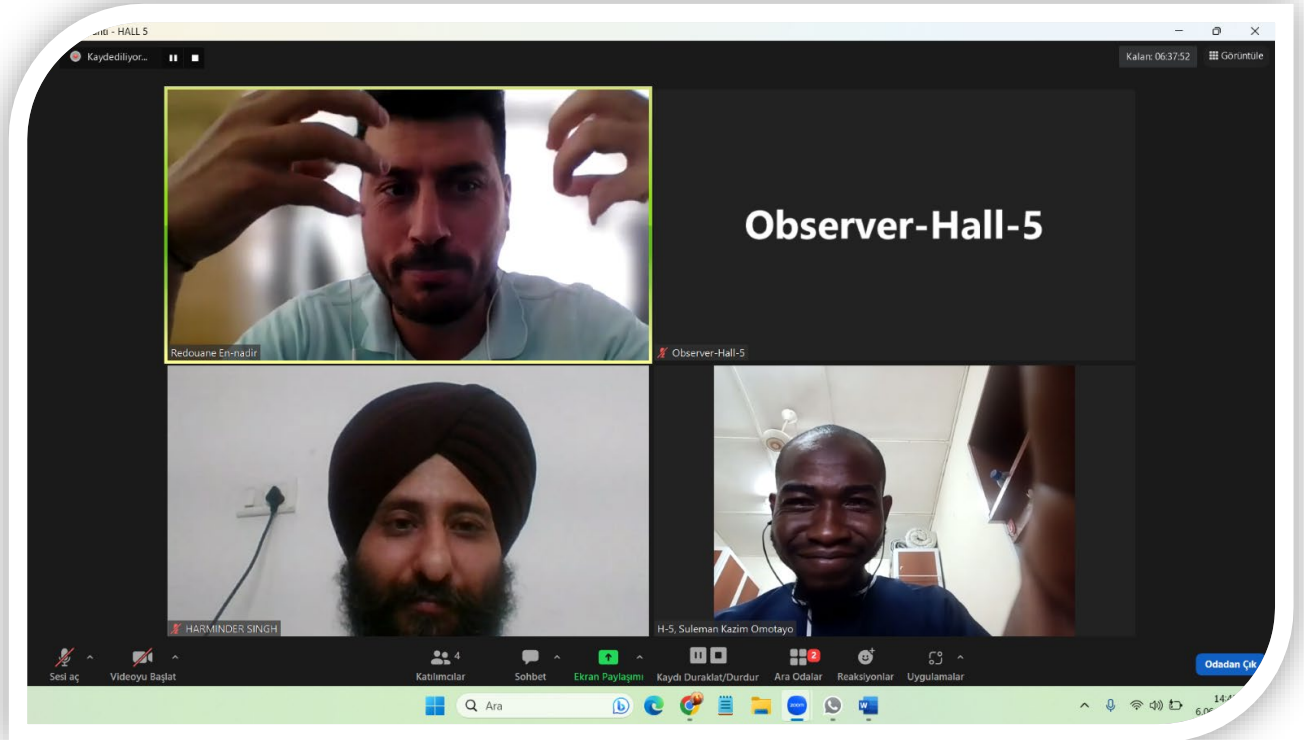 - HALL 5
Kaydediliyor...
Kalan: 06:37:52
Görüntüle
Redouane En-nadir
Observer-Hall-5
Observer-Hall-5
HARMINDER SINGH
H-5, Suleman Kazim Omotayo
Sesi aç
Videoyu Başlat
4
Katılımcılar
Sohbet
Ekran Paylaşımı
Kaydı Duraklat/Durdur
2
Ara Odalar
Reaksiyonlar
Uygulamalar
Odadan Çık
Ara
zoom